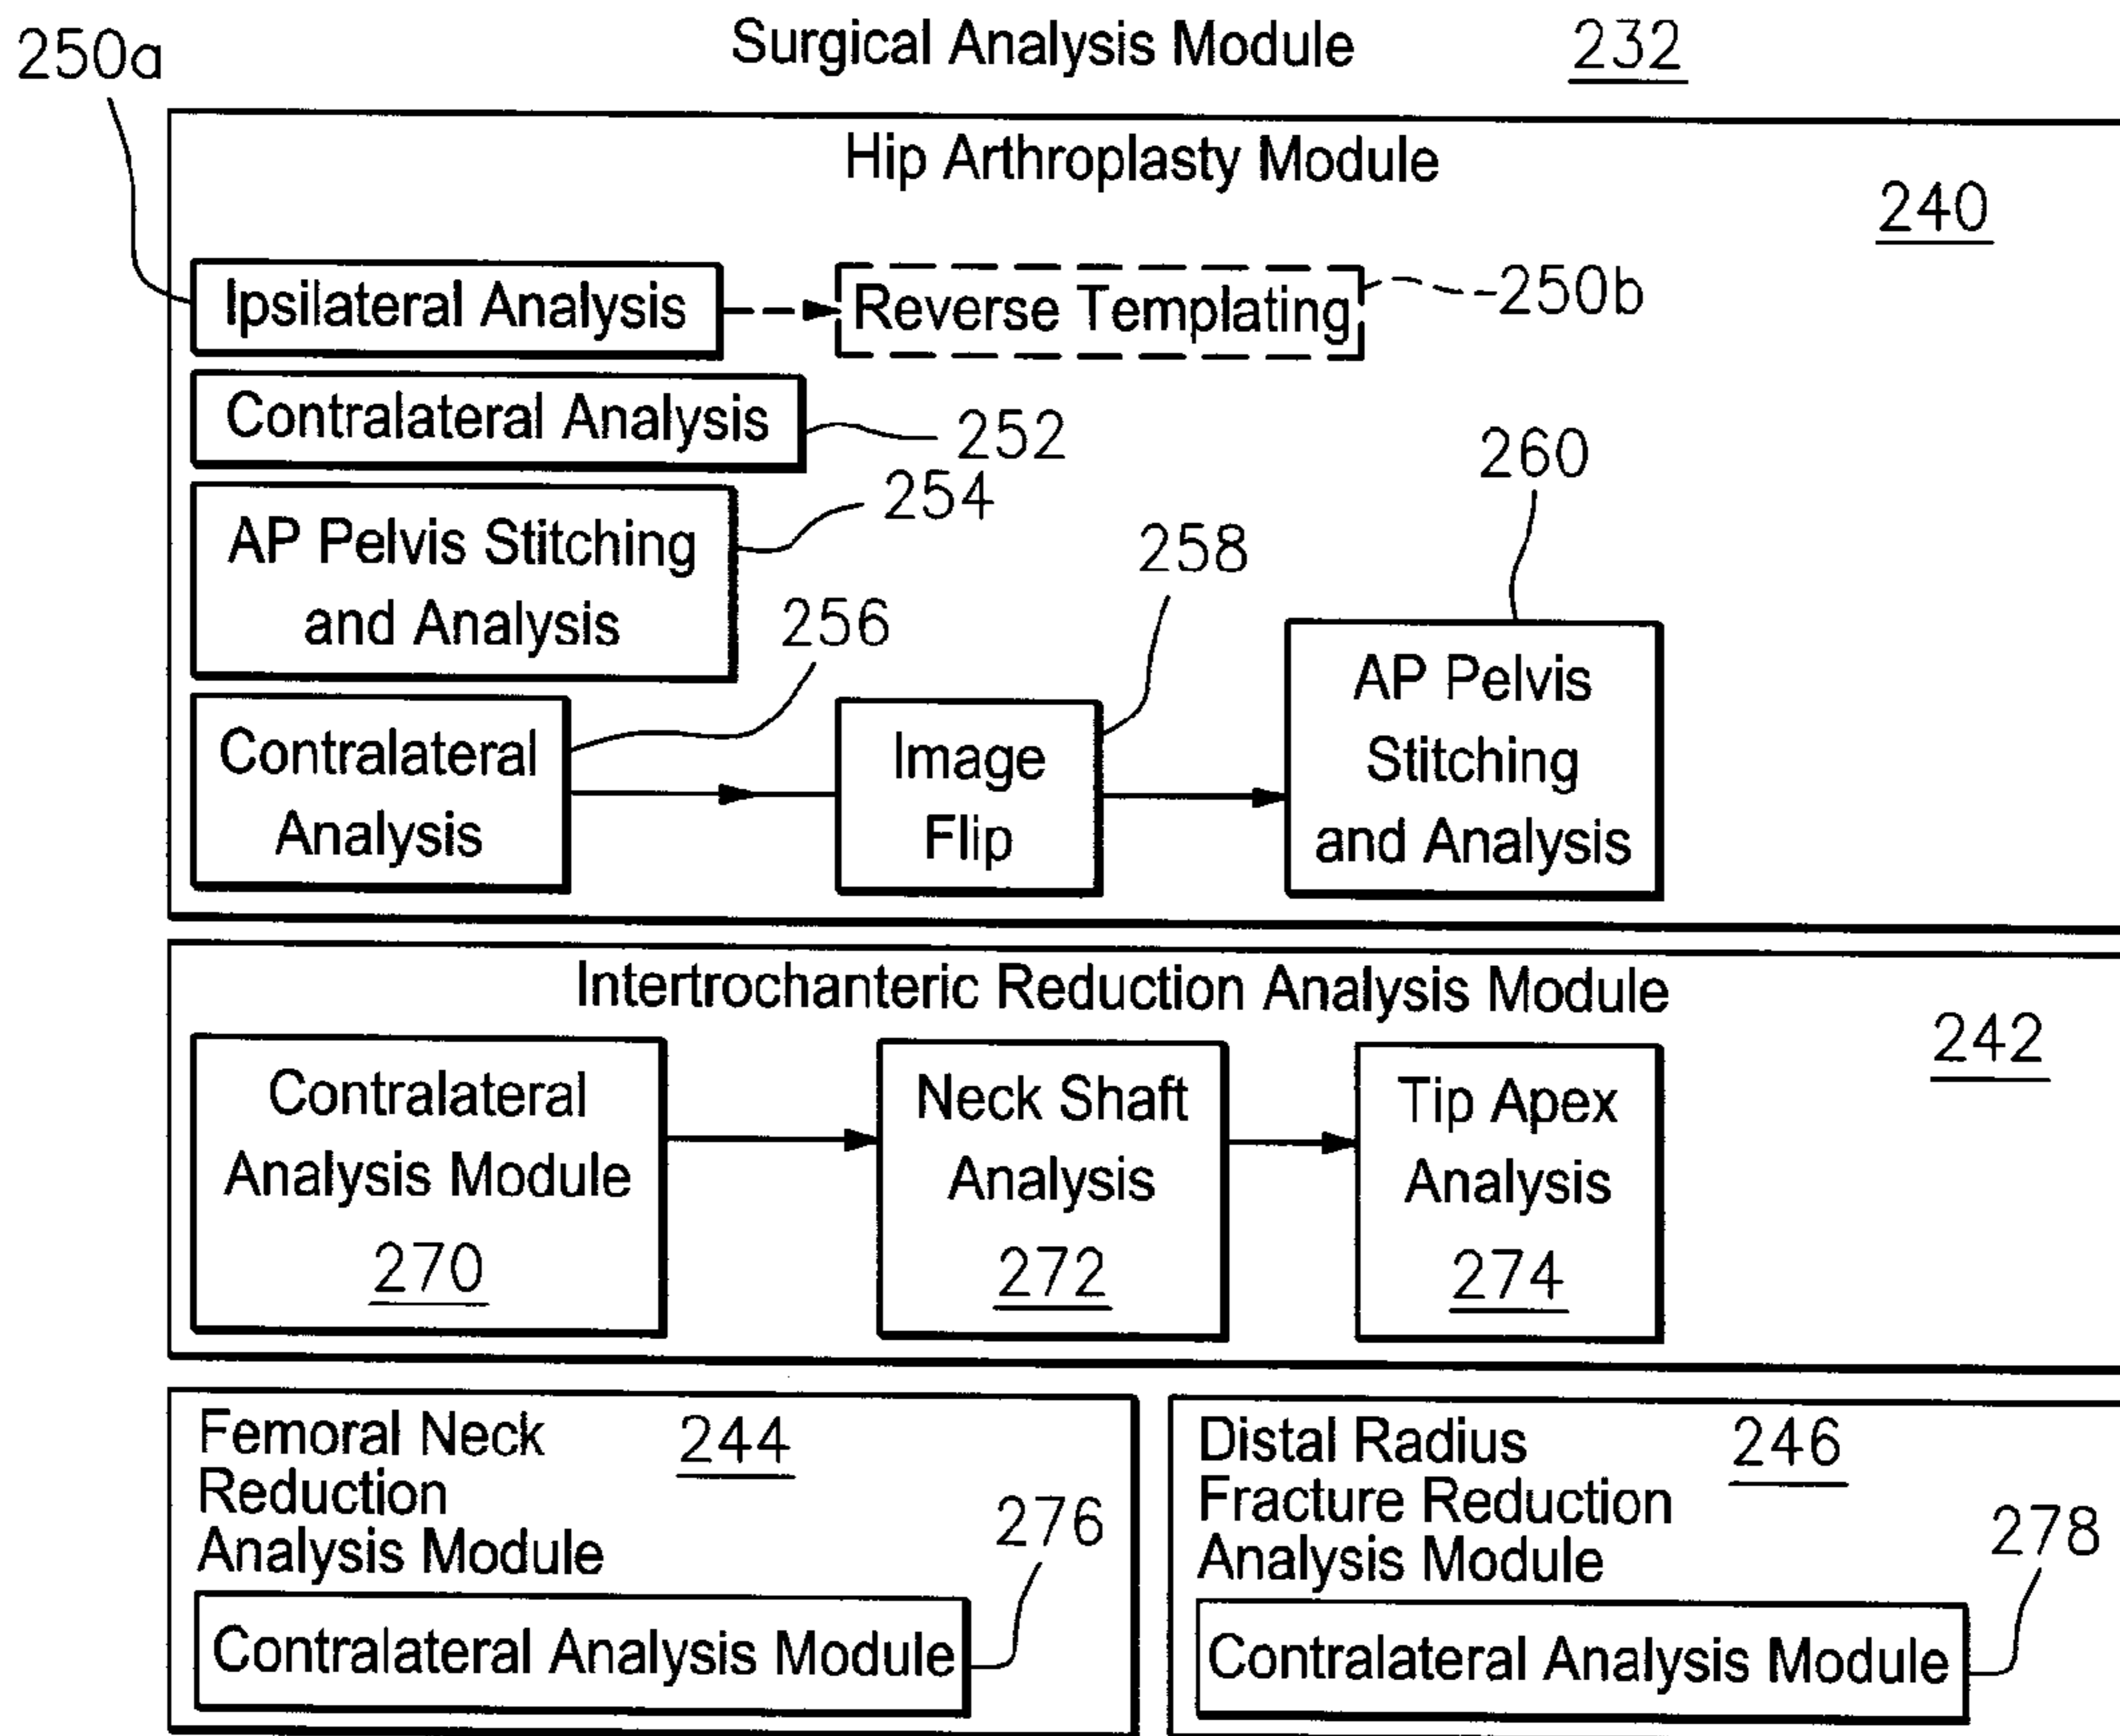 Surgical Analysis Module 232
250a
Hip Arthroplasty Module
240
Ipsilateral Analysis
Reverse Templating
250b
Contralateral Analysis
252
254
AP Pelvis Stitching
and Analysis
256
258
260
Contralateral
Analysis
Image
Flip
AP Pelvis
Stitching
and Analysis
Intertrochanteric Reduction Analysis Module
242
Contralateral
Analysis Module
270
Neck Shaft
Analysis
272
Tip Apex
Analysis
274
Femoral Neck
Reduction
Analysis Module
244
276
Contralateral Analysis Module
Distal Radius
Fracture Reduction
Analysis Module
246
278
Contralateral Analysis Module